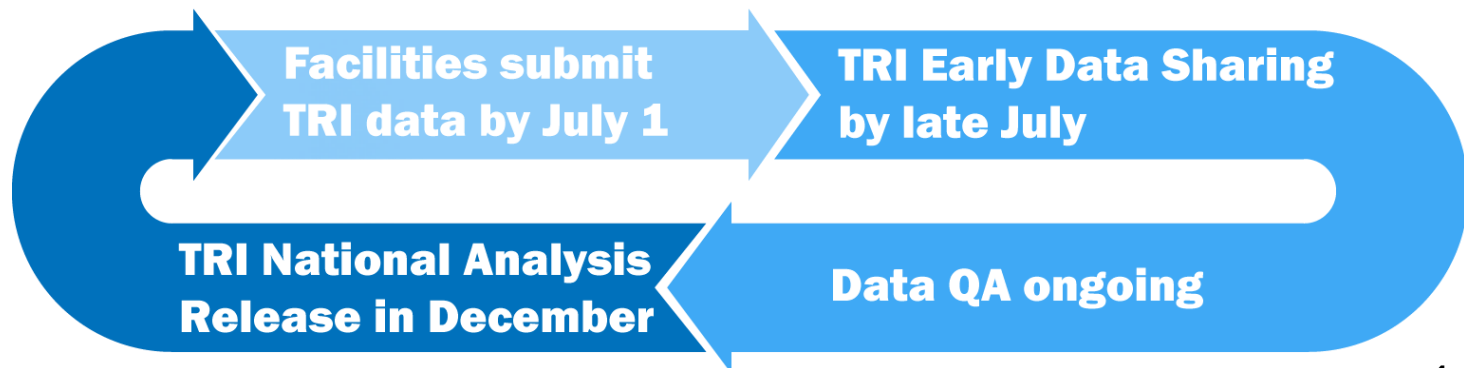 Facilities submit
TRI data by July 1
TRI Early Data Sharing
by late July
Data QA ongoing
TRI National Analysis
Release in December